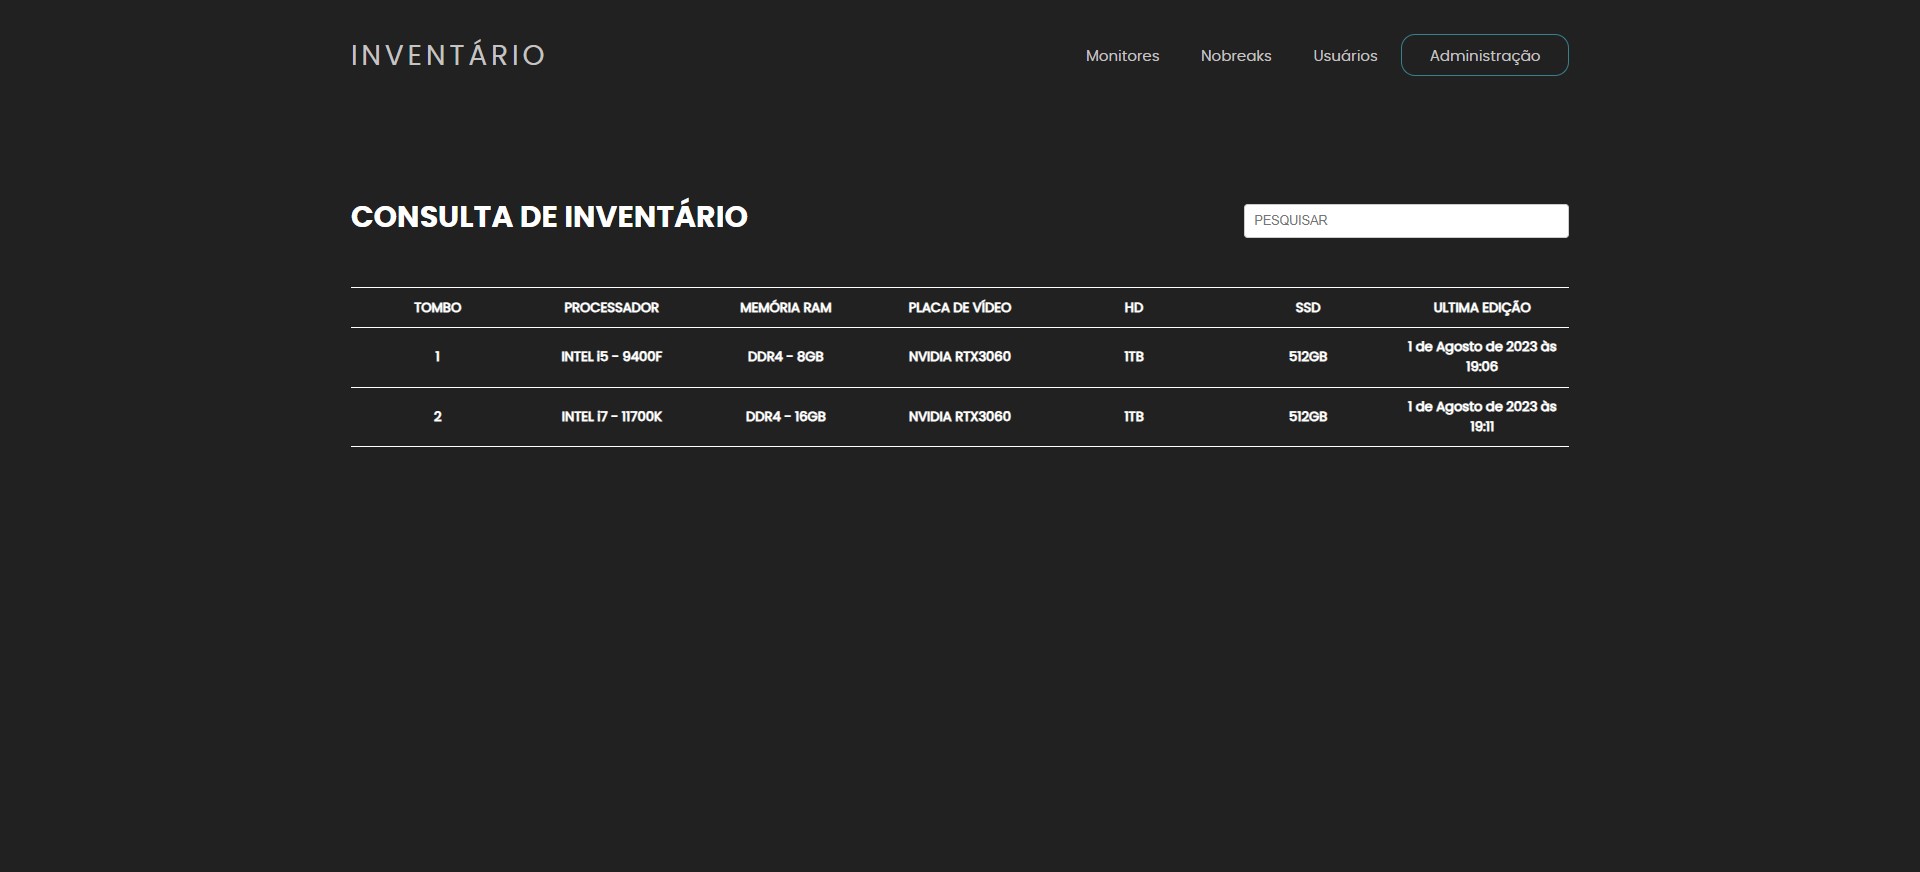 INVENTÁRIO Monitores Nobreaks Usuários Administração
CONSULTA DE INVENTÁRIO PESQUISAR
TOMBO PROCESSADOR MEMÓRIA RAM PLACA DE VÍDEO HD SSD ULTIMA EDIÇÃO
1 INTEL i5 - 9400F DDR4 - 8GB NVIDIA RTX3060 1TB 512GB 1 de Agosto de 2023 às
19:06
2 INTEL i7 - 11700K DDR4 - 16GB NVIDIA RTX3060 1TB 512GB 1 de Agosto de 2023 às
19:11